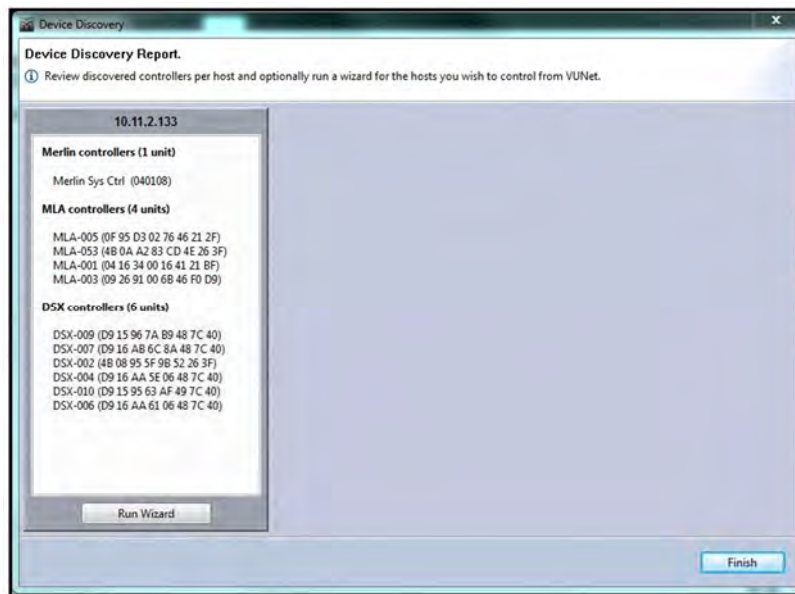 Device Discovery
Device Discovery Report.
Review discovered controllers per host and optionally run a wizard for the hosts you wish to control from VUNet.
10.11.2.133
Merlin controllers (1 unit)
Merlin Sys Ctrl (040108)
MLA controllers (4 units)
MLA-005 (0F 95 D3 02 76 46 21 2F)
MLA-053 (4B 0A A2 83 CD 4E 26 3F)
MLA-001 (04 16 34 00 16 41 21 BF)
MLA-003 (09 26 91 00 6B 46 F0 D9)
DSX controllers (6 units)
DSX-009 (D9 15 96 7A B9 48 7C 40)
DSX-007 (D9 16 AB 6C 8A 48 7C 40)
DSX-002 (4B 08 95 5F 9B 52 26 3F)
DSX-004 (D9 16 AA 5E 06 48 7C 40)
DSX-010 (D9 15 95 63 AF 49 7C 40)
DSX-006 (D9 16 AA 61 06 48 7C 40)
Run Wizard
Finish